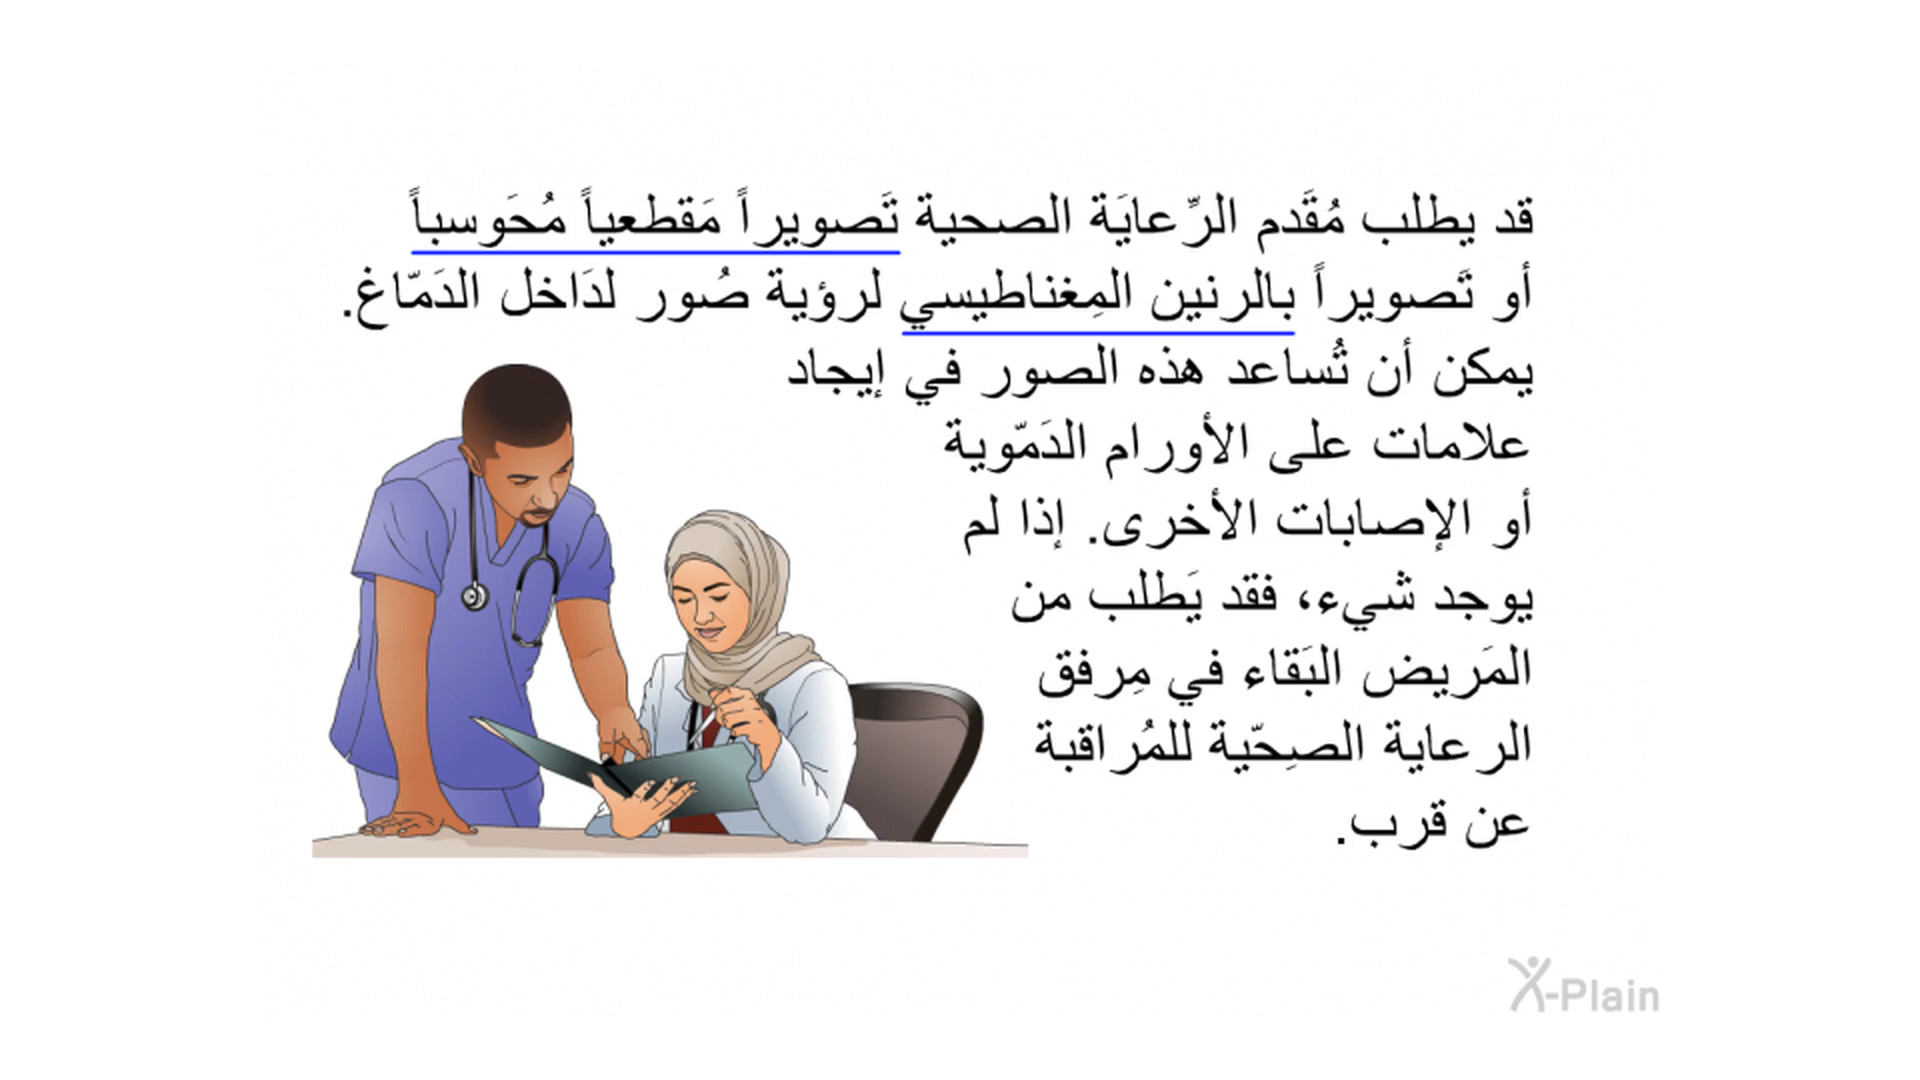 قد يطلب مُقَدم الرِّعايَة الصحية تَصويراً مَقطعياً مُحَوسباً
أو تَصويراً بالرنين المِغناطيسي لرؤية صُور لدَاخل الدَمّاغ.
يمكن أن تُساعد هذه الصور في إيجاد
علامات على الأورام الدَمّوية
أو الإصابات الأخرى. إذا لم
يوجد شيء، فقد يَطلب من
المَريض البَقاء في مِرفق
الرعاية الصِحّية للمُراقبة
عن قرب.
X-Plain